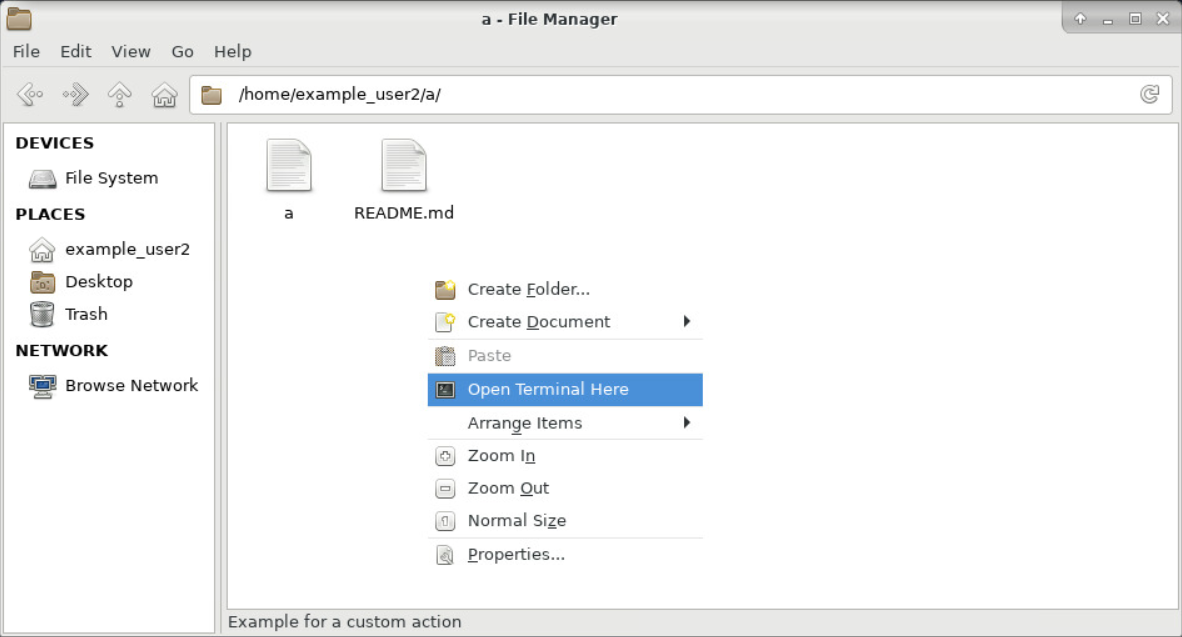 a - File Manager
File Edit View Go Help
/home/example_user2/a/
DEVICES
File System
PLACES
example_user2
Desktop
Trash
NETWORK
Browse Network
a
README.md
Create Folder...
Create Document
Paste
Open Terminal Here
Arrange Items
Zoom In
Zoom Out
Normal Size
Properties...
Example for a custom action